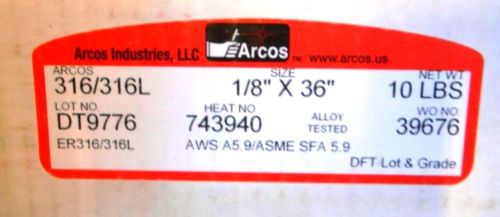 Arcos Industries, LLC Arcos™ www.arcos.us
ARCOS SIZE NET WT
316/316L 1/8" X 36" 10 LBS
LOT NO. HEAT NO ALLOY TESTED WO NO.
DT9776 743940 39676
ER316/316L AWS A5.9/ASME SFA 5.9
DFT Lot & Grade